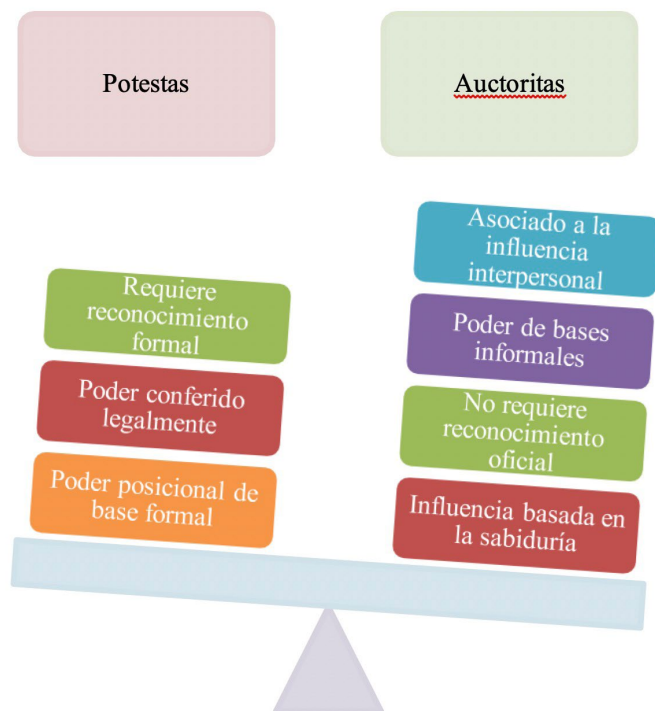 Potestas
Auctoritas
Requiere
reconocimiento
formal
Poder conferido
legalmente
Poder posicional de
base formal
Asociado a la
influencia
interpersonal
Poder de bases
informales
No requiere
reconocimiento
oficial
Influencia basada en
la sabiduría